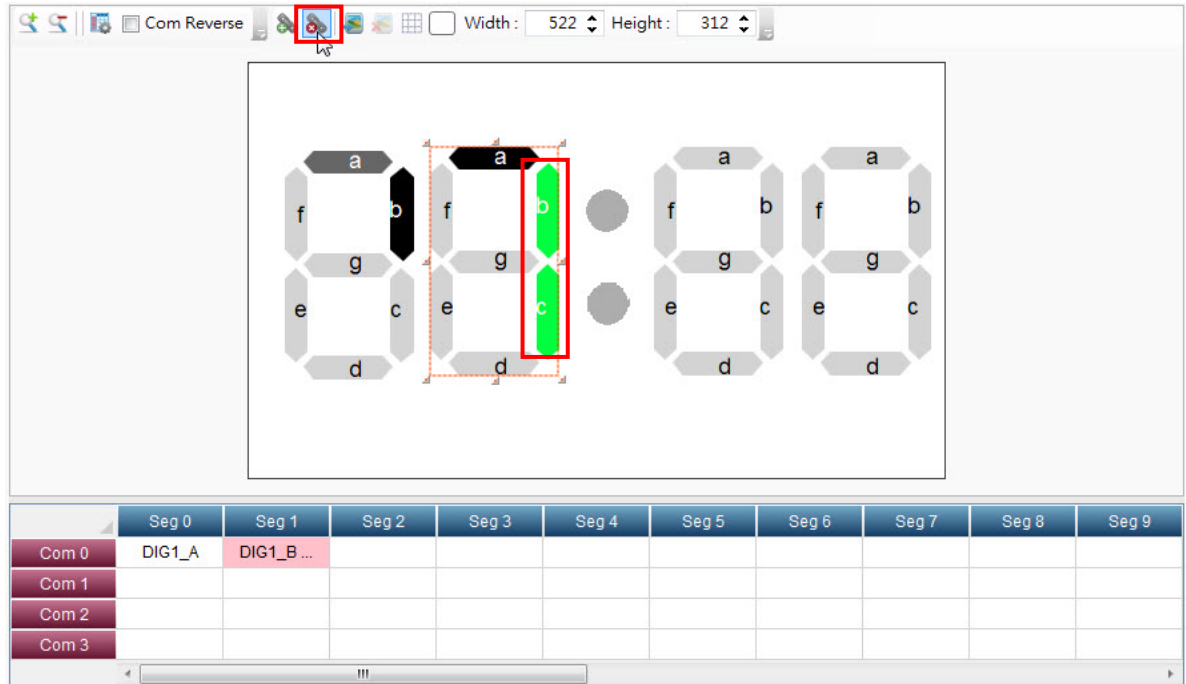 Com Reverse Width : 522 Height : 312
a a a a
f b f b f b f b
g g g g
e c e c e c e c
d d d d
Seg 0 Seg 1 Seg 2 Seg 3 Seg 4 Seg 5 Seg 6 Seg 7 Seg 8 Seg 9
Com 0 DIG1_A DIG1_B ...
Com 1
Com 2
Com 3